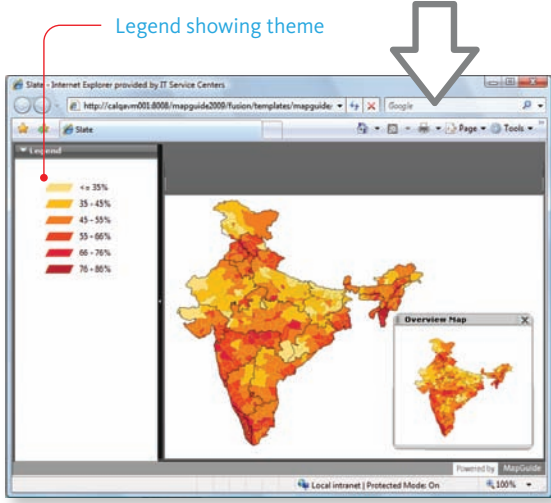 Legend showing theme
Slate - Internet Explorer provided by IT Service Centers
http://calqavm001:8008/mapguide2009/fusion/templates/mapguide/
Google
Slate
Page
Tools
Legend
<= 35%
35 - 45%
45 - 55%
55 - 66%
66 - 76%
76 - 86%
Overview Map
Powered by MapGuide
Local intranet | Protected Mode: On
100%